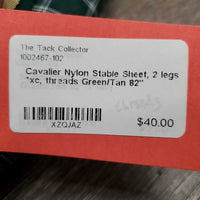 The Tack Collector
1002467-102
Cavalier Nylon Stable Sheet, 2 legs
*xc, threads Green/Tan 82"
XZQJAZ
$40.00